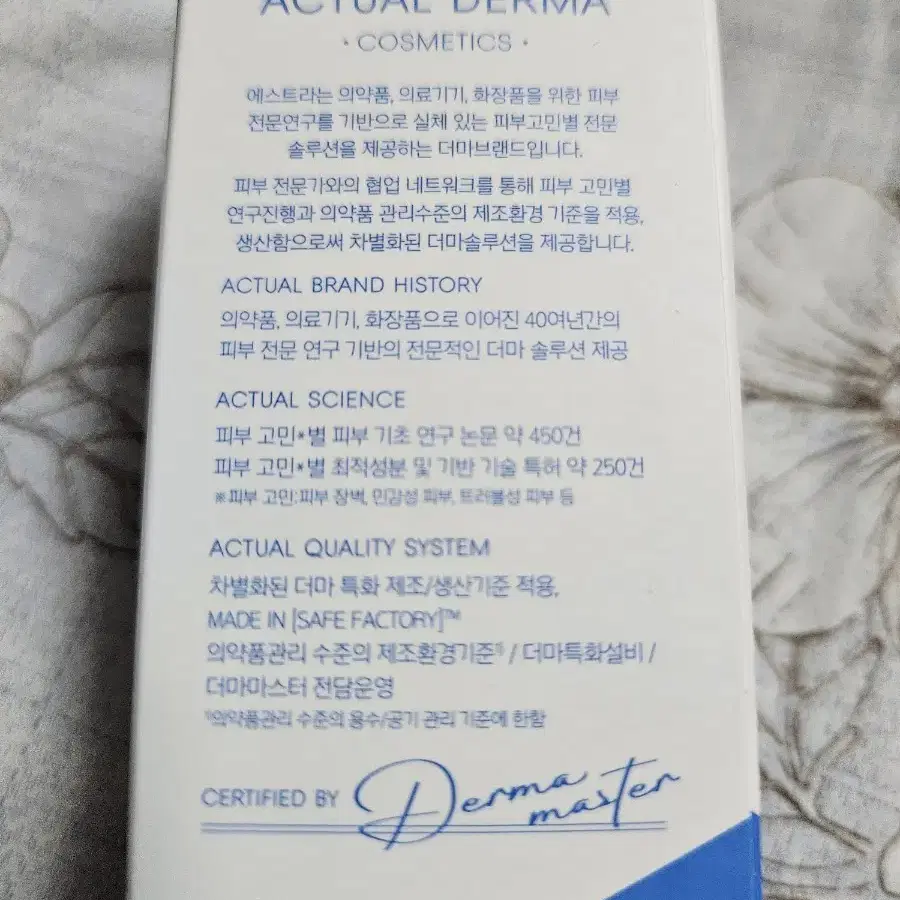 ACTUAL DERMA
· COSMETICS ·
에스트라는 의약품, 의료기기, 화장품을 위한 피부
전문연구를 기반으로 실체 있는 피부고민별 전문
솔루션을 제공하는 더마브랜드입니다.
피부 전문가와의 협업 네트워크를 통해 피부 고민별
연구진행과 의약품 관리수준의 제조환경 기준을 적용,
생산함으로써 차별화된 더마솔루션을 제공합니다.
ACTUAL BRAND HISTORY
의약품, 의료기기, 화장품으로 이어진 40여년간의
피부 전문 연구 기반의 전문적인 더마 솔루션 제공
ACTUAL SCIENCE
피부 고민*별 피부 기초 연구 논문 약 450건
피부 고민*별 최적성분 및 기반 기술 특허 약 250건
※피부 고민:피부 장벽, 민감성 피부, 트러블성 피부 등
ACTUAL QUALITY SYSTEM
차별화된 더마 특화 제조/생산기준 적용,
MADE IN [SAFE FACTORY]™
의약품관리 수준의 제조환경기준¹⁾ / 더마특화설비 /
더마마스터 전담운영
¹⁾의약품관리 수준의 용수/공기 관리 기준에 한함
CERTIFIED BY Derma master